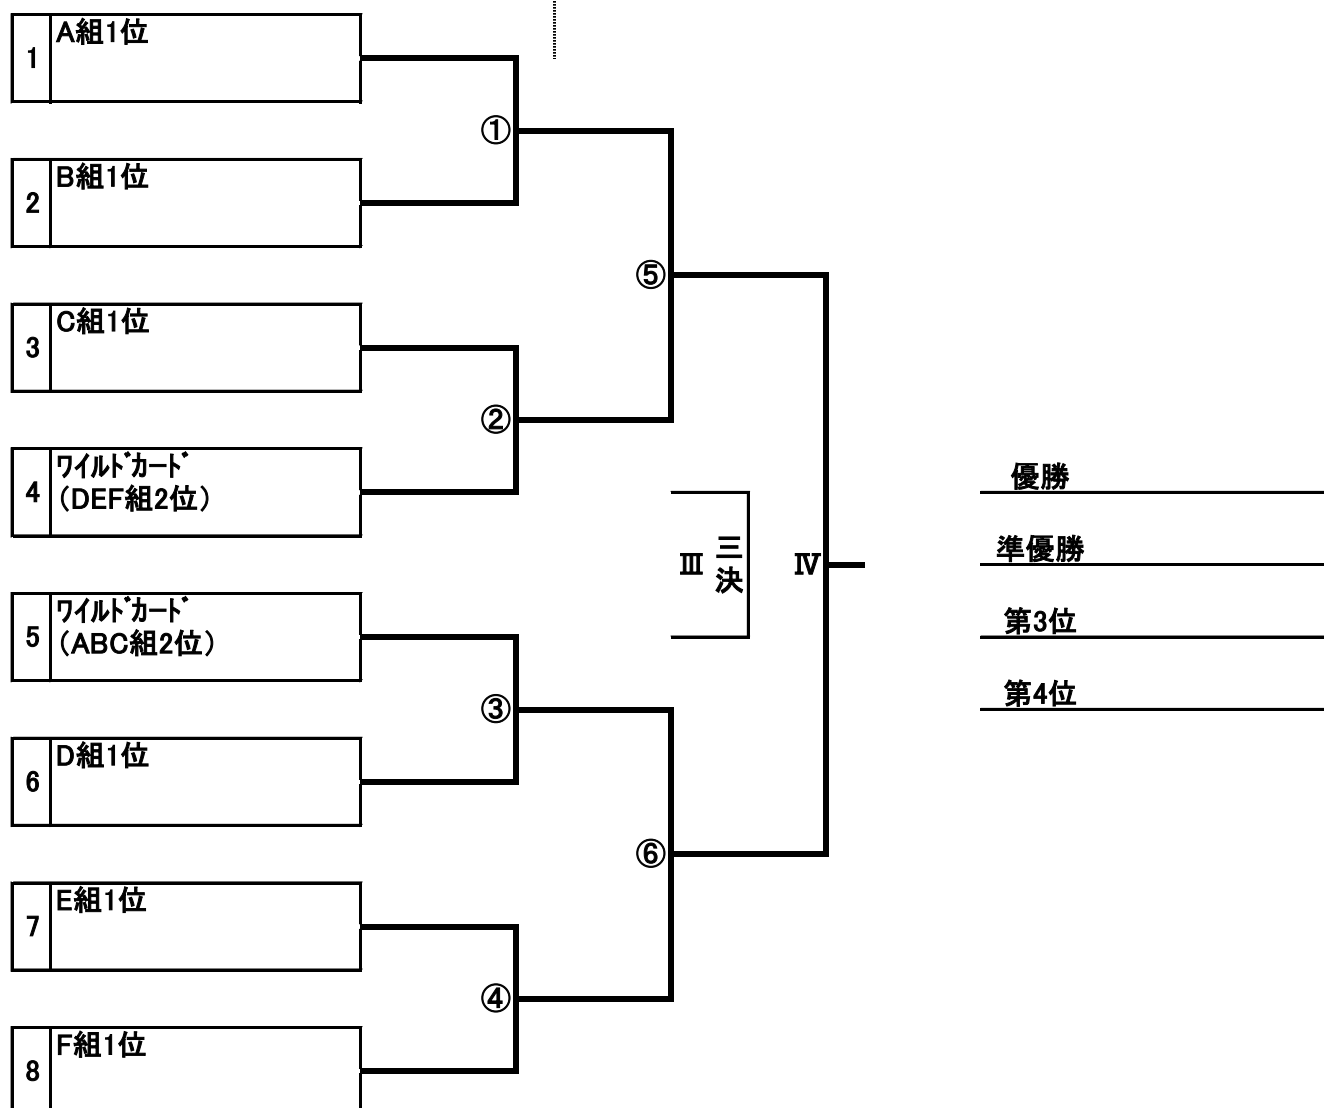 1
A組1位
①
2
B組1位
⑤
3
C組1位
②
4
ﾜｲﾙﾄﾞｶｰﾄﾞ
(DEF組2位)
Ⅲ
三決
Ⅳ
優勝
準優勝
第3位
第4位
5
ﾜｲﾙﾄﾞｶｰﾄﾞ
(ABC組2位)
③
6
D組1位
⑥
7
E組1位
④
8
F組1位